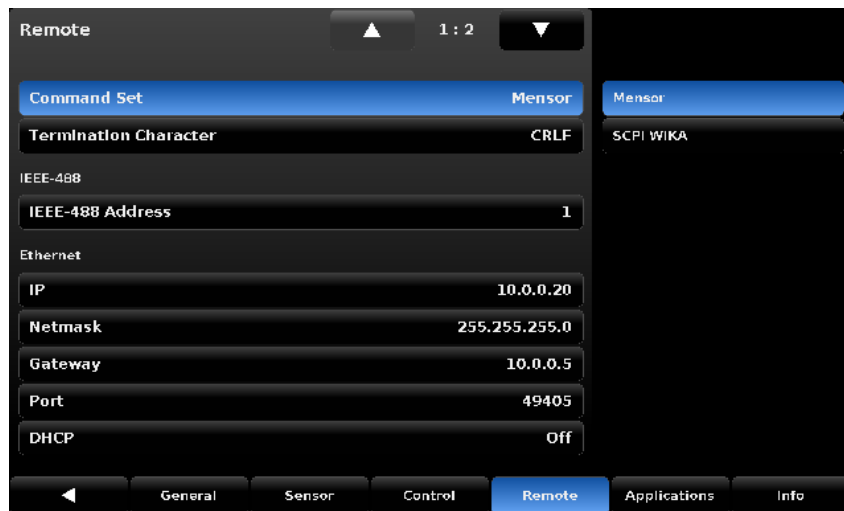 Remote 1 : 2
Command Set Mensor
Termination Character CRLF
IEEE-488
IEEE-488 Address 1
Ethernet
IP 10.0.0.20
Netmask 255.255.255.0
Gateway 10.0.0.5
Port 49405
DHCP Off
Mensor
SCPI WIKA
General Sensor Control Remote Applications Info